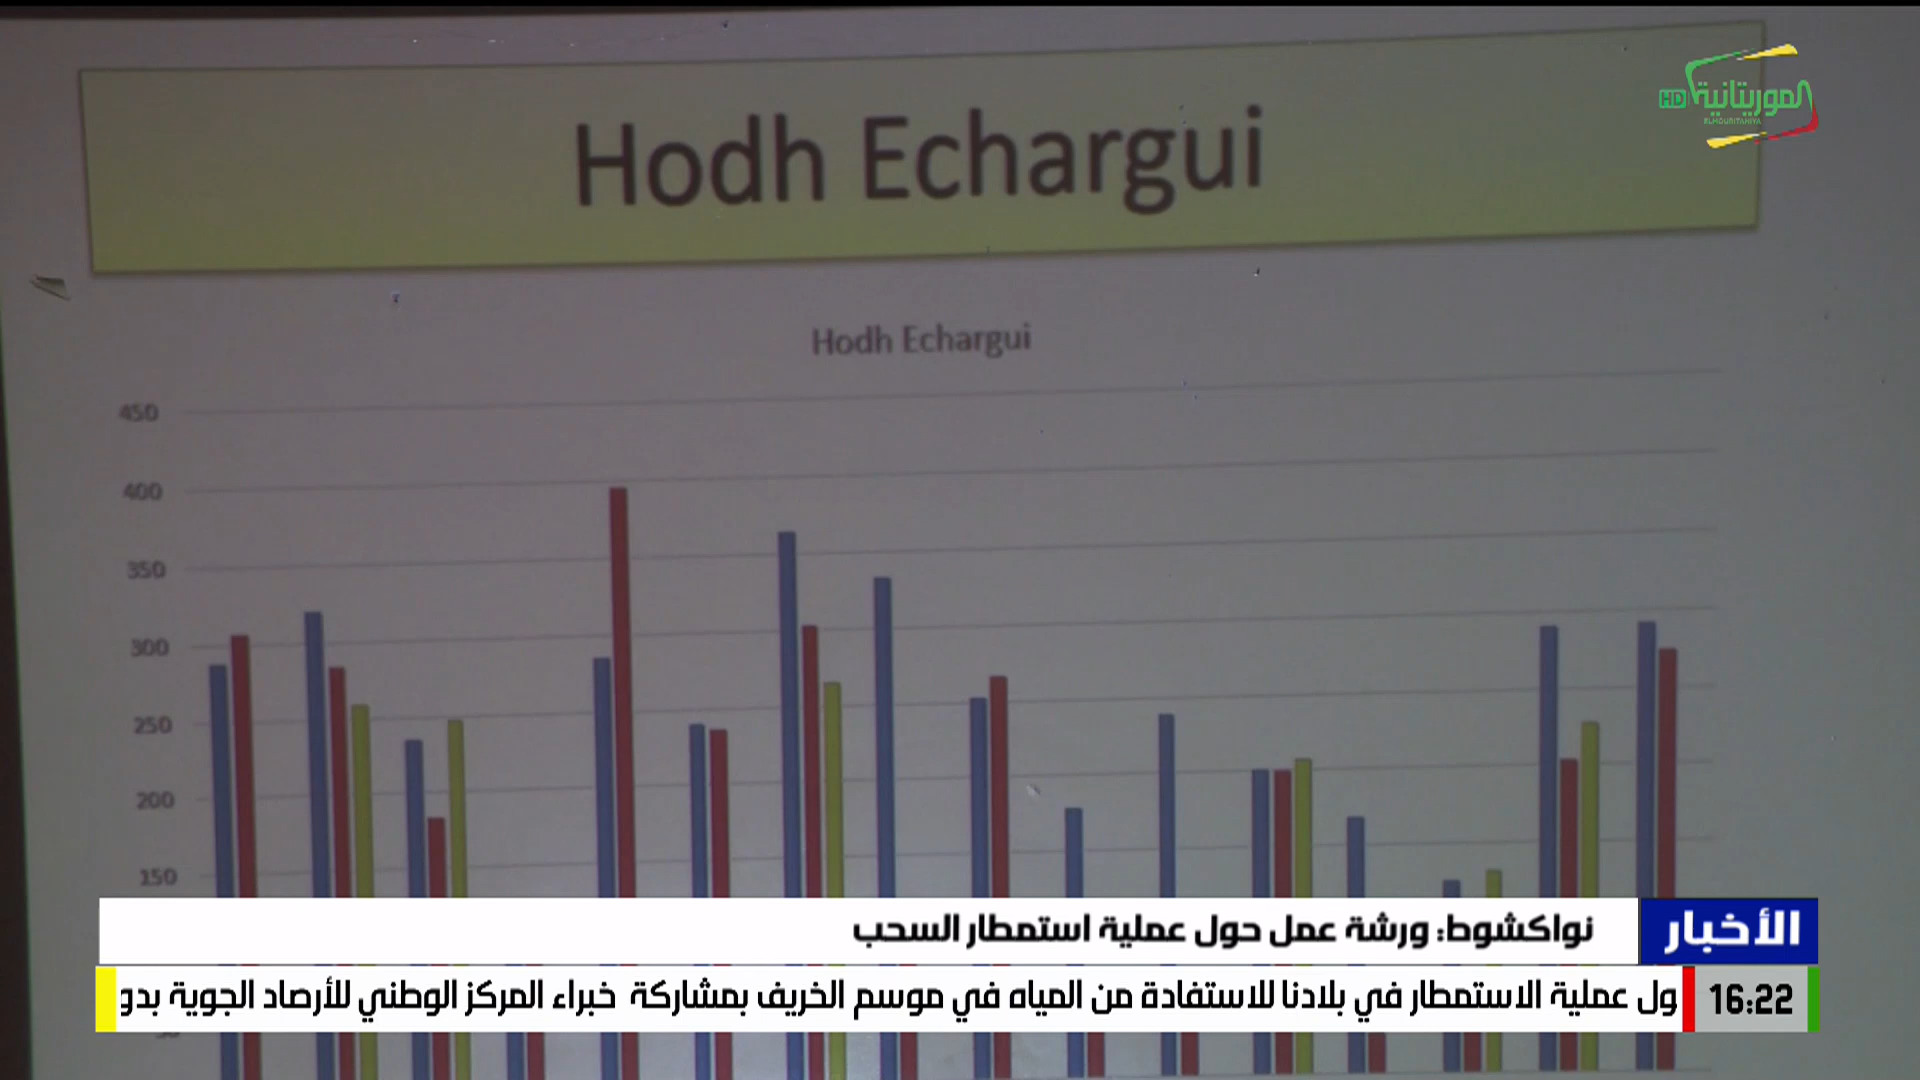 Hodh Echargui
HD الموريتانية
ELMOURITANIYA
Hodh Echargui
450
400
350
300
250
200
150
الأخبار
نواكشوط: ورشة عمل حول عملية استمطار السحب
16:22
ول عملية الاستمطار في بلادنا للاستفادة من المياه في موسم الخريف بمشاركة خبراء المركز الوطني للأرصاد الجوية بدو